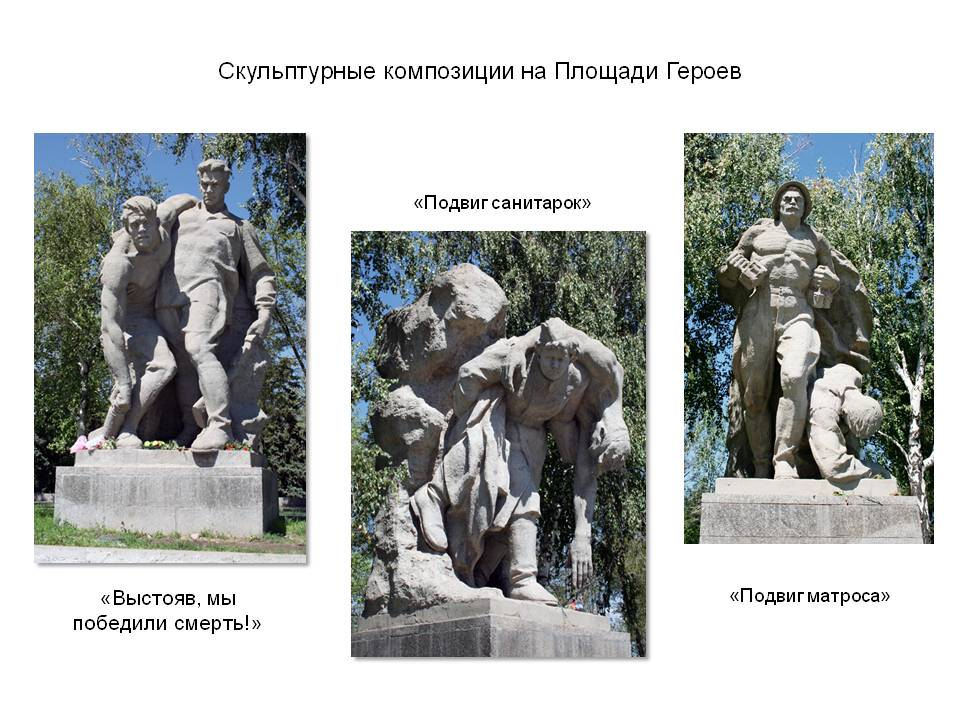 Скульптурные композиции на Площади Героев
«Подвиг санитарок»
«Выстояв, мы
победили смерть!»
«Подвиг матроса»